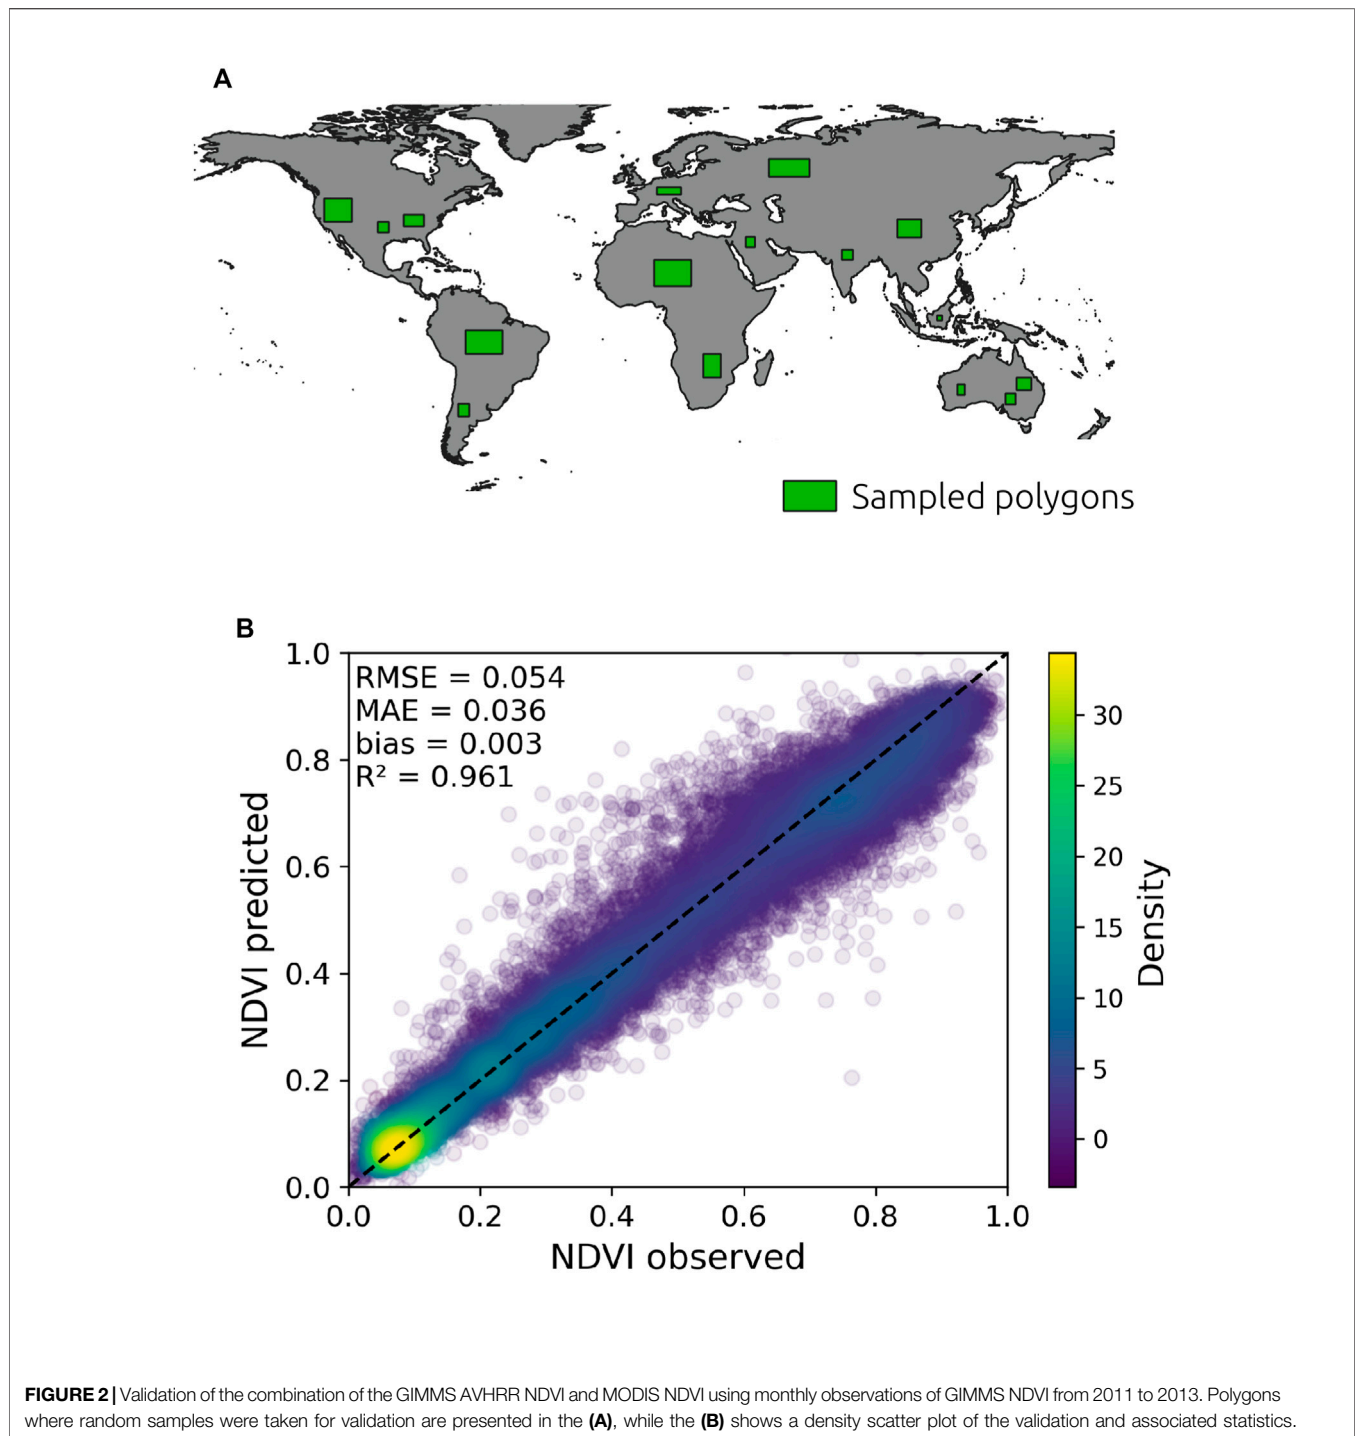 A
Sampled polygons
B
RMSE = 0.054
MAE = 0.036
bias = 0.003
R² = 0.961
1.0
0.8
0.6
0.4
0.2
0.0
NDVI predicted
0.0 0.2 0.4 0.6 0.8 1.0
NDVI observed
30
25
20
15
10
5
0
Density
FIGURE 2 | Validation of the combination of the GIMMS AVHRR NDVI and MODIS NDVI using monthly observations of GIMMS NDVI from 2011 to 2013. Polygons
where random samples were taken for validation are presented in the (A), while the (B) shows a density scatter plot of the validation and associated statistics.